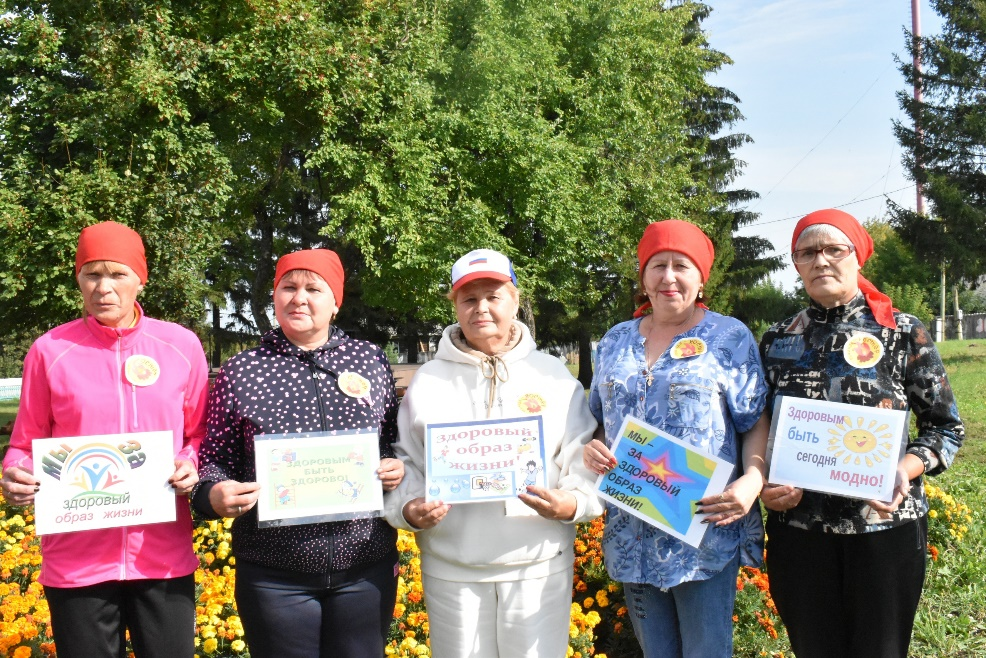 МЫ ЗА
здоровый
образ жизни
ЗДОРОВЫМ
БЫТЬ
ЗДОРОВО!
здоровый
образ
жизни
МЫ -
ЗА
ЗДОРОВЫЙ
ОБРАЗ
ЖИЗНИ!
Здоровым
быть
сегодня
модно!